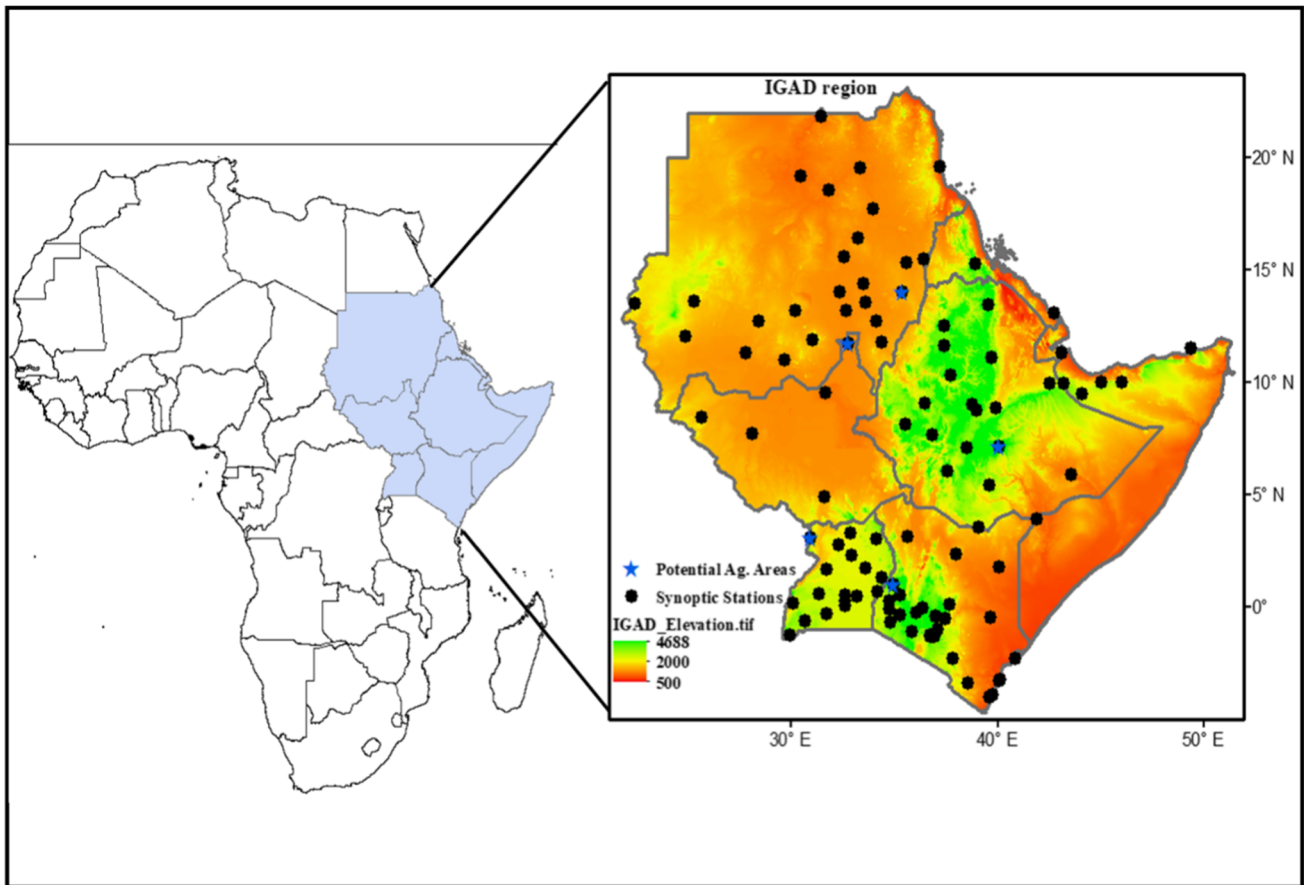 IGAD region
20° N
15° N
10° N
5° N
0°
Potential Ag. Areas
Synoptic Stations
IGAD_Elevation.tif
4688
2000
500
30° E
40° E
50° E